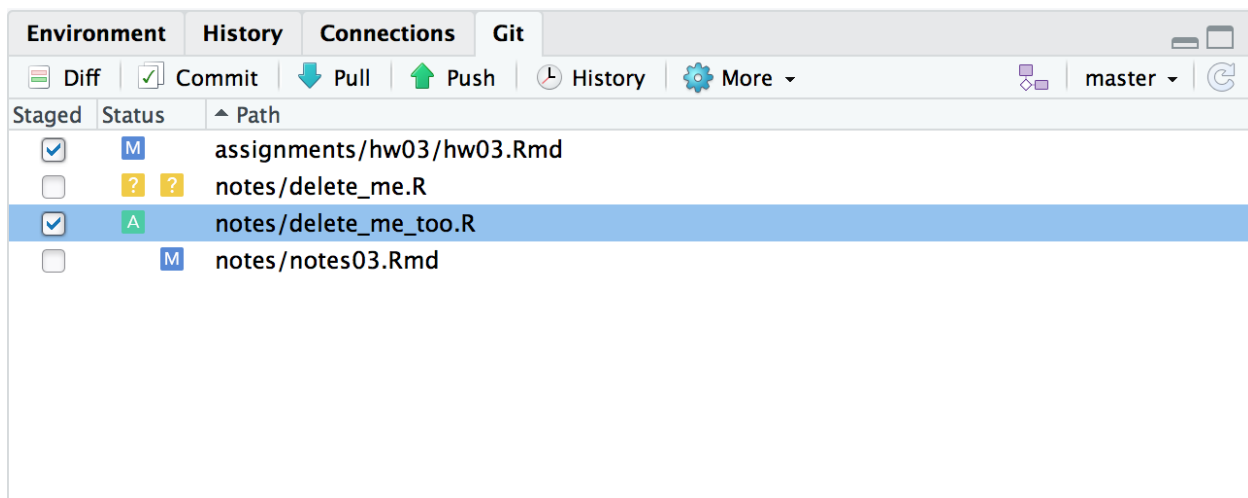 Environment History Connections Git
Diff Commit Pull Push History More master
Staged Status Path
M assignments/hw03/hw03.Rmd
? ? notes/delete_me.R
A notes/delete_me_too.R
M notes/notes03.Rmd